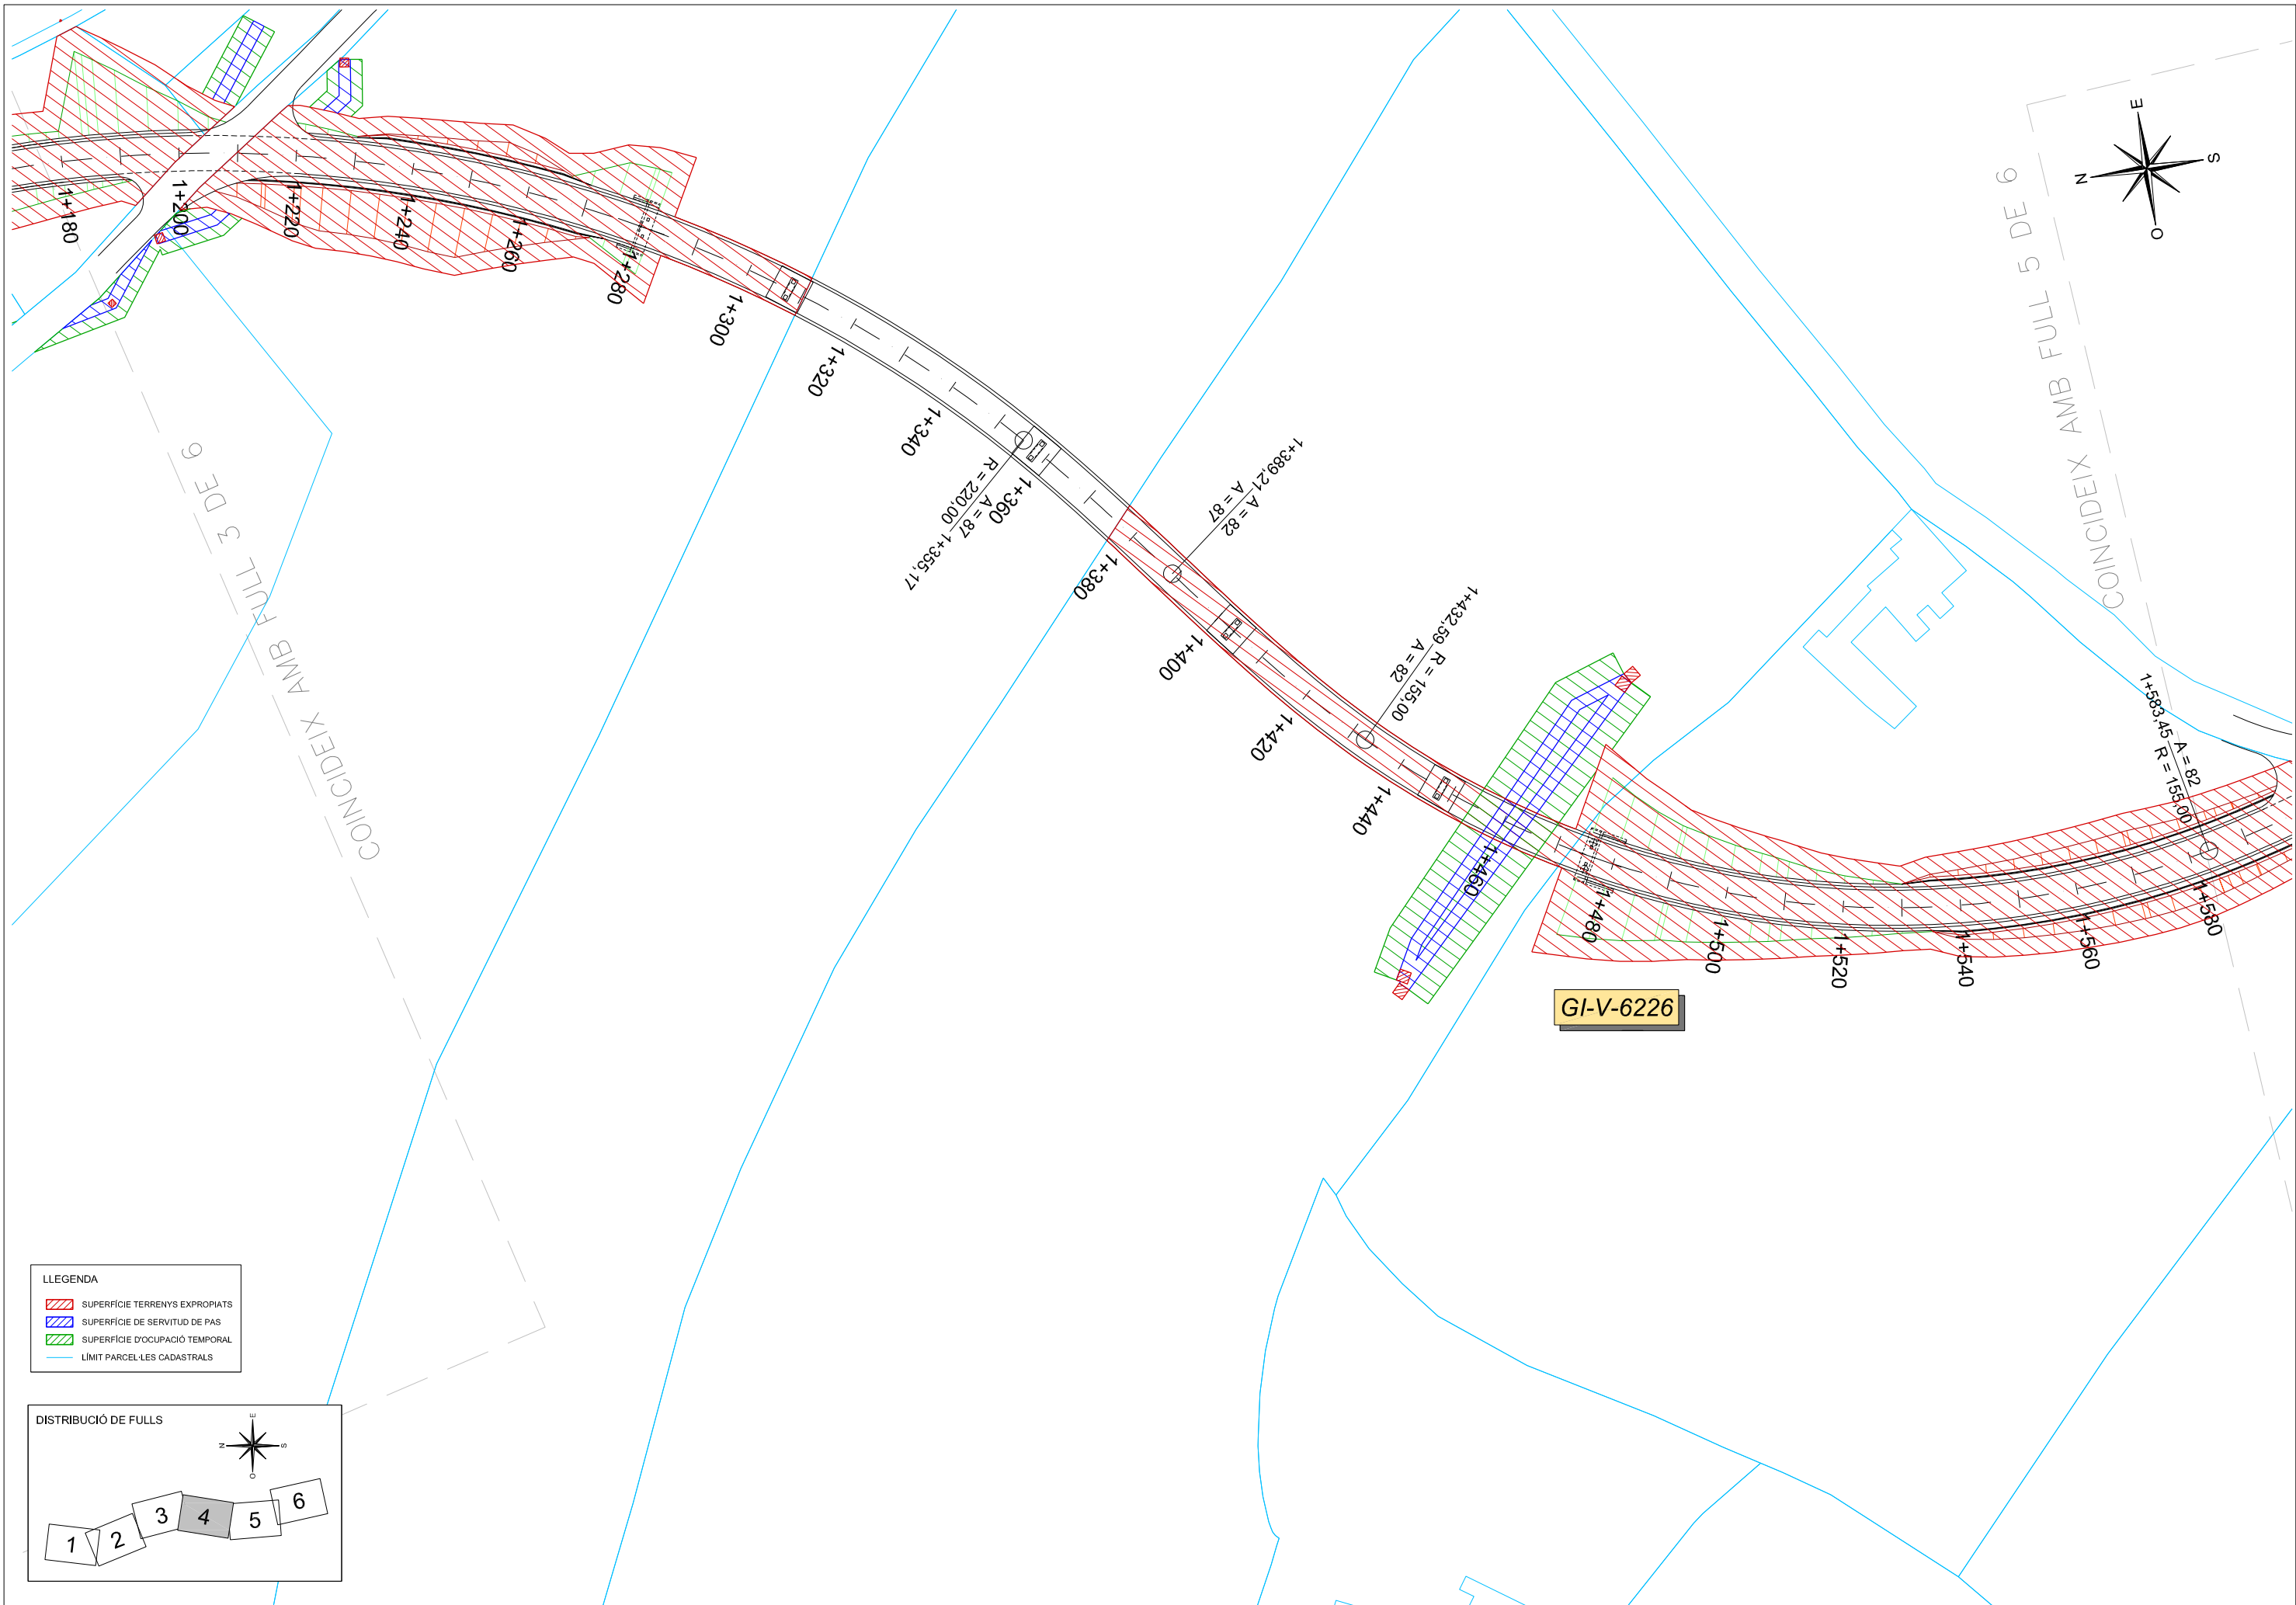 E
S
N
O
COINCIDEIX AMB FULL 5 DE 6
COINCIDEIX AMB FULL 3 DE 6
1+180
1+200
1+220
1+240
1+260
1+280
1+300
1+320
1+340
1+360
1+380
1+400
1+420
1+440
1+460
1+480
1+500
1+520
1+540
1+560
1+580
R = 220,00
A = 87
1+355,17
1+389,21
A = 87
A = 82
1+432,59
A = 82
R = 155,00
1+583,45
A = 82
R = 155,00
GI-V-6226
LLEGENDA
SUPERFÍCIE TERRENYS EXPROPIATS
SUPERFÍCIE DE SERVITUD DE PAS
SUPERFÍCIE D'OCUPACIÓ TEMPORAL
LÍMIT PARCEL·LES CADASTRALS
DISTRIBUCIÓ DE FULLS
E
N
S
O
1
2
3
4
5
6